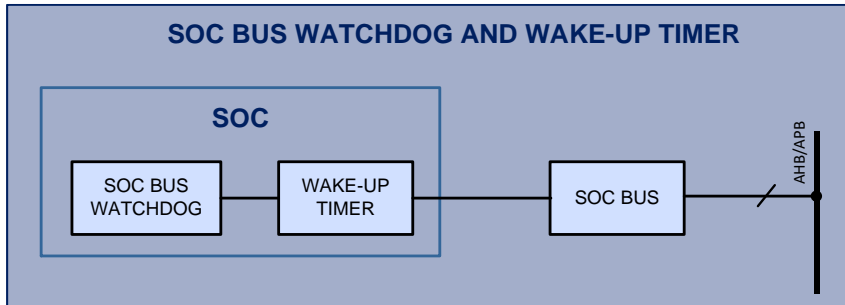 SOC BUS WATCHDOG AND WAKE-UP TIMER
SOC
SOC BUS
WATCHDOG
WAKE-UP
TIMER
SOC BUS
AHB/APB